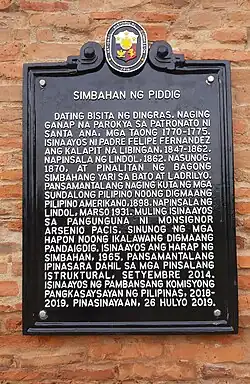 SIMBAHAN NG PIDDIG
DATING BISITA NG DINGRAS. NAGING
GANAP NA PAROKYA SA PATRONATO NI
SANTA ANA, MGA TAONG 1770-1775.
ISINAAYOS NI PADRE FELIPE FERNANDEZ
ANG KALAPIT NA LIBINGAN, 1847-1862.
NAPINSALA NG LINDOL, 1862. NASUNOG,
1870, AT PINALITAN NG BAGONG
SIMBAHANG YARI SA BATO AT LADRILYO.
PANSAMANTALANG NAGING KUTA NG MGA
SUNDALONG PILIPINO NOONG DIGMAANG
PILIPINO AMERIKANO, 1898. NAPINSALA NG
LINDOL, MARSO 1931. MULING ISINAAYOS
SA PANGUNGUNA NI MONSIGNOR
ARSENIO PACIS. SINUNOG NG MGA
HAPON NOONG IKALAWANG DIGMAANG
PANDAIGDIG. ISINAAYOS ANG HARAP NG
SIMBAHAN, 1965. PANSAMANTALANG
IPINASARA DAHIL SA MGA PINSALANG
ISTRUKTURAL, SETYEMBRE 2014.
ISINAAYOS NG PAMBANSANG KOMISYONG
PANGKASAYSAYAN NG PILIPINAS, 2018-
2019. PINASINAYAAN, 26 HULYO 2019.